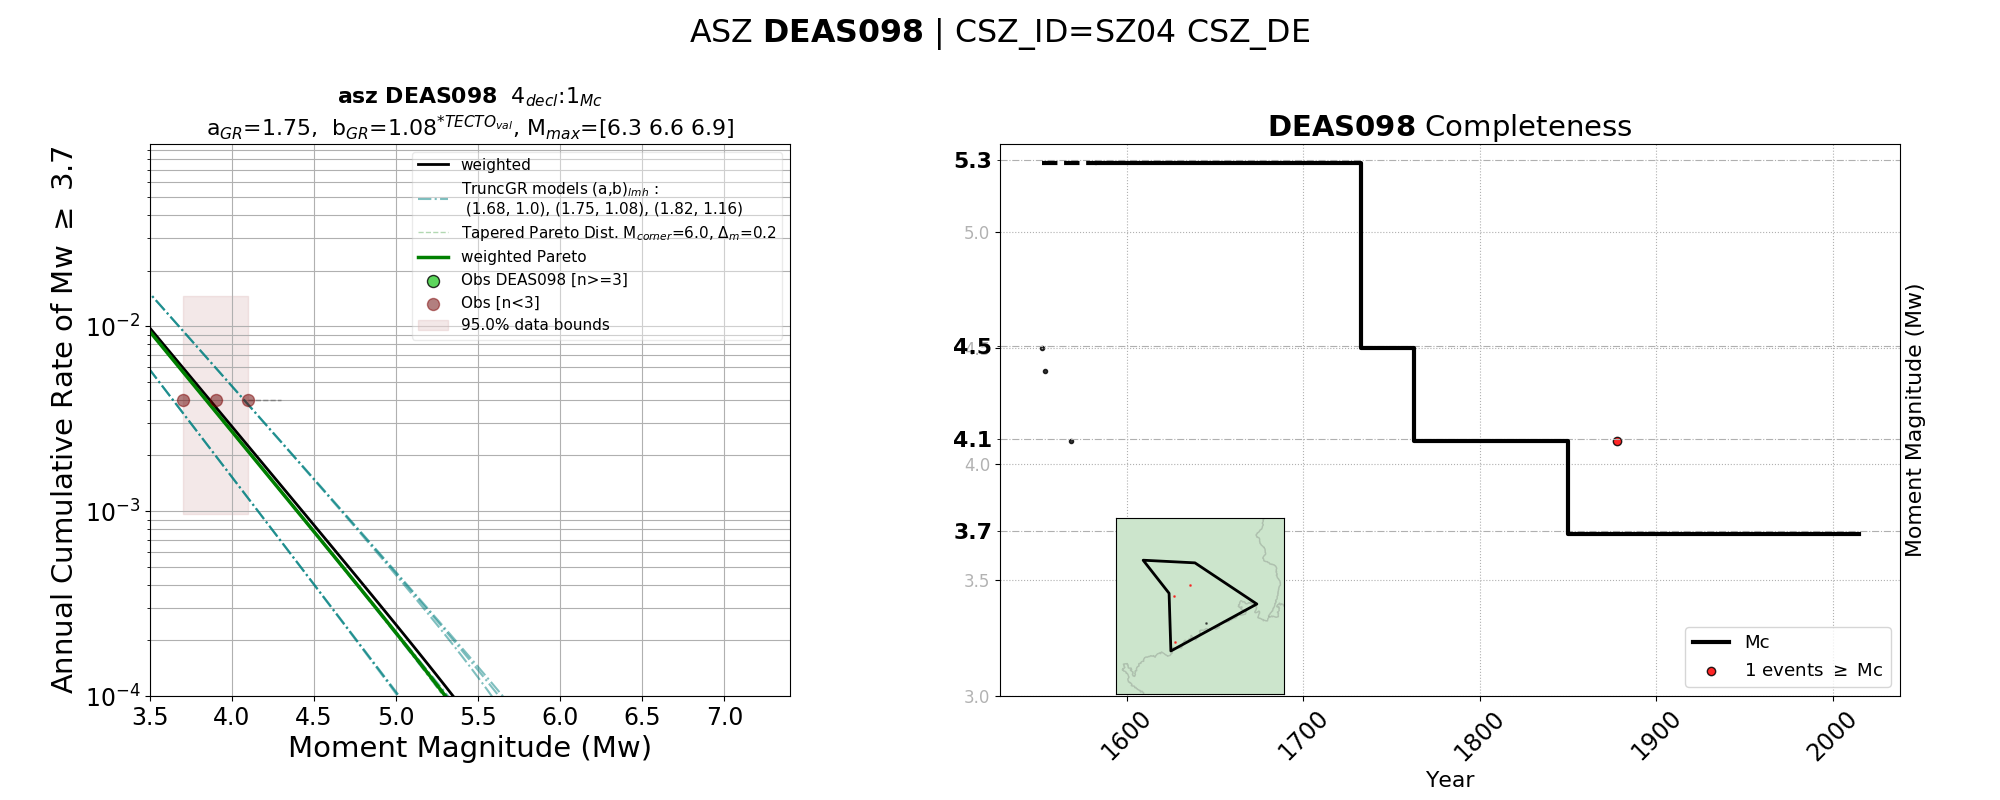 ASZ DEAS098 | CSZ_ID=SZ04 CSZ_DE
asz DEAS098 4decl:1Mc
aGR=1.75, bGR=1.08*TECTOval, Mmax=[6.3 6.6 6.9]
Annual Cumulative Rate of Mw ≥ 3.7
10−2
10−3
10−4
weighted
TruncGR models (a,b)lmh :
(1.68, 1.0), (1.75, 1.08), (1.82, 1.16)
Tapered Pareto Dist. Mcorner=6.0, Δm=0.2
weighted Pareto
Obs DEAS098 [n>=3]
Obs [n<3]
95.0% data bounds
3.5 4.0 4.5 5.0 5.5 6.0 6.5 7.0
Moment Magnitude (Mw)
DEAS098 Completeness
5.3
5.0
4.5
4.5
4.1
4.0
3.7
3.5
3.0
Moment Magnitude (Mw)
Mc
1 events ≥ Mc
1600 1700 1800 1900 2000
Year